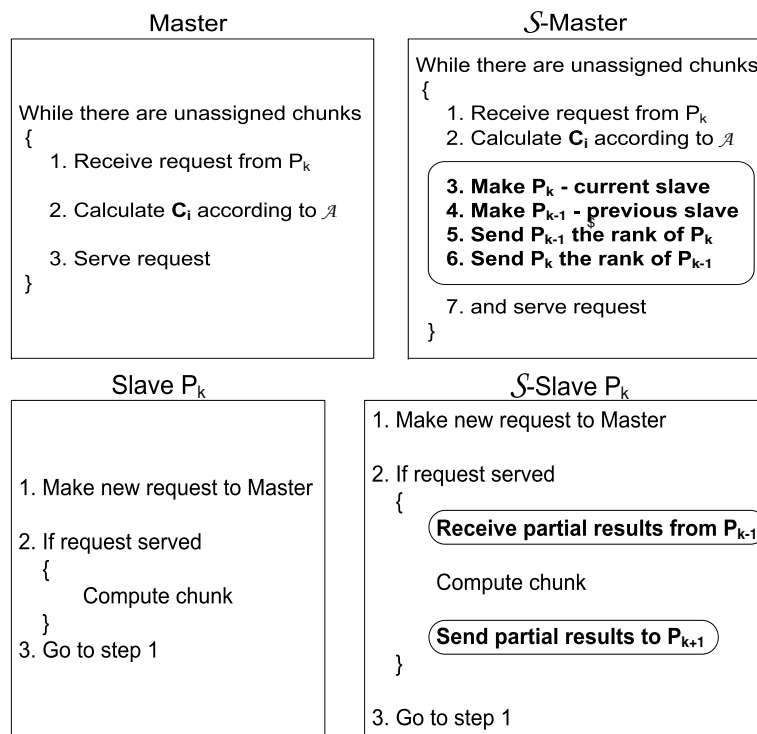 Master
While there are unassigned chunks
{
1. Receive request from Pk
2. Calculate Ci according to 𝒜
3. Serve request
}
𝒮-Master
While there are unassigned chunks
{
1. Receive request from Pk
2. Calculate Ci according to 𝒜
3. Make Pk - current slave
4. Make Pk-1 - previous slave
$
5. Send Pk-1 the rank of Pk
6. Send Pk the rank of Pk-1
7. and serve request
}
Slave Pk
1. Make new request to Master
2. If request served
{
Compute chunk
}
3. Go to step 1
𝒮-Slave Pk
1. Make new request to Master
2. If request served
{
Receive partial results from Pk-1
Compute chunk
Send partial results to Pk+1
}
3. Go to step 1